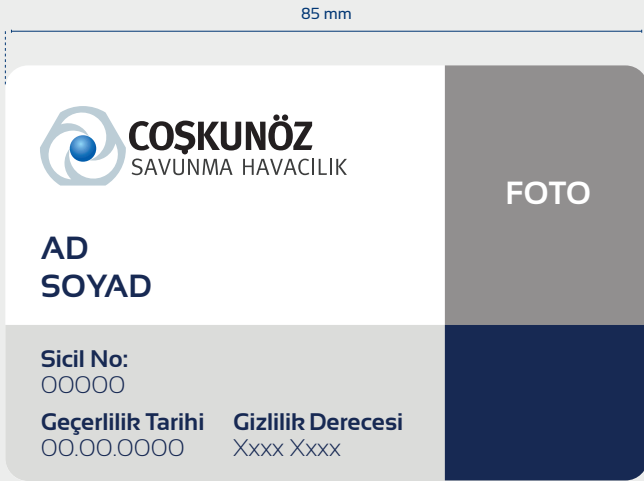 85 mm
COŞKUNÖZ
SAVUNMA HAVACILIK
FOTO
AD
SOYAD
Sicil No:
00000
Geçerlilik Tarihi Gizlilik Derecesi
00.00.0000 Xxxx Xxxx